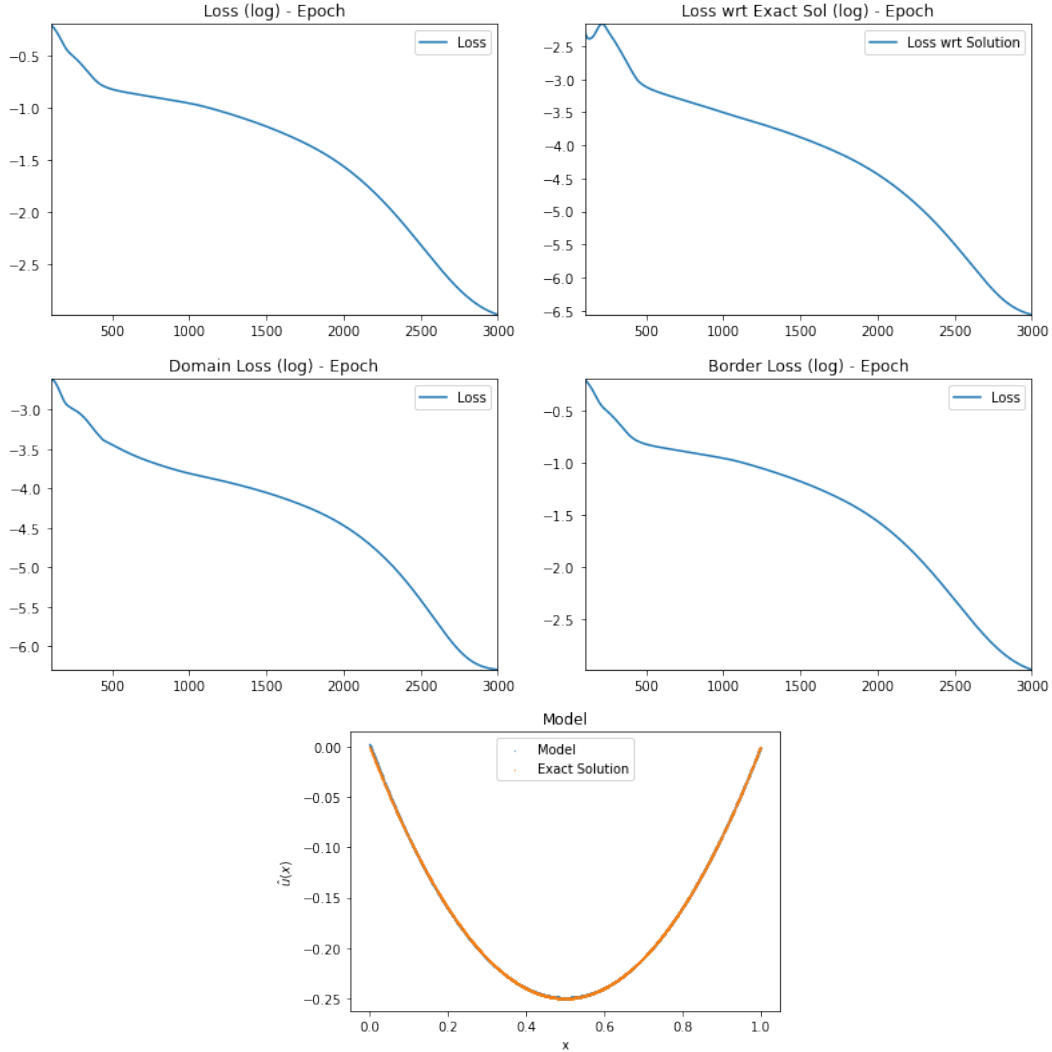 Loss (log) - Epoch
Loss
−0.5
−1.0
−1.5
−2.0
−2.5
500 1000 1500 2000 2500 3000
Loss wrt Exact Sol (log) - Epoch
Loss wrt Solution
−2.5
−3.0
−3.5
−4.0
−4.5
−5.0
−5.5
−6.0
−6.5
500 1000 1500 2000 2500 3000
Domain Loss (log) - Epoch
Loss
−3.0
−3.5
−4.0
−4.5
−5.0
−5.5
−6.0
500 1000 1500 2000 2500 3000
Border Loss (log) - Epoch
Loss
−0.5
−1.0
−1.5
−2.0
−2.5
500 1000 1500 2000 2500 3000
Model
Model
Exact Solution
0.00
−0.05
−0.10
−0.15
−0.20
−0.25
û(x)
0.0 0.2 0.4 0.6 0.8 1.0
x